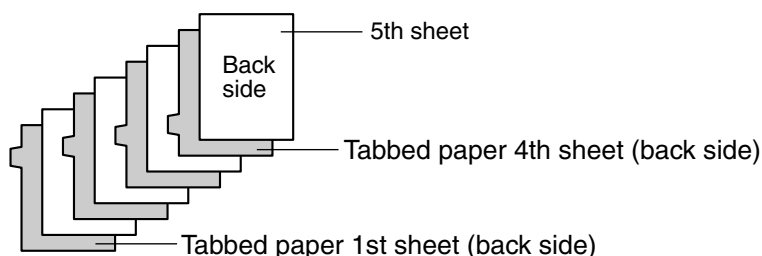 5th sheet
Back
side
Tabbed paper 4th sheet (back side)
Tabbed paper 1st sheet (back side)